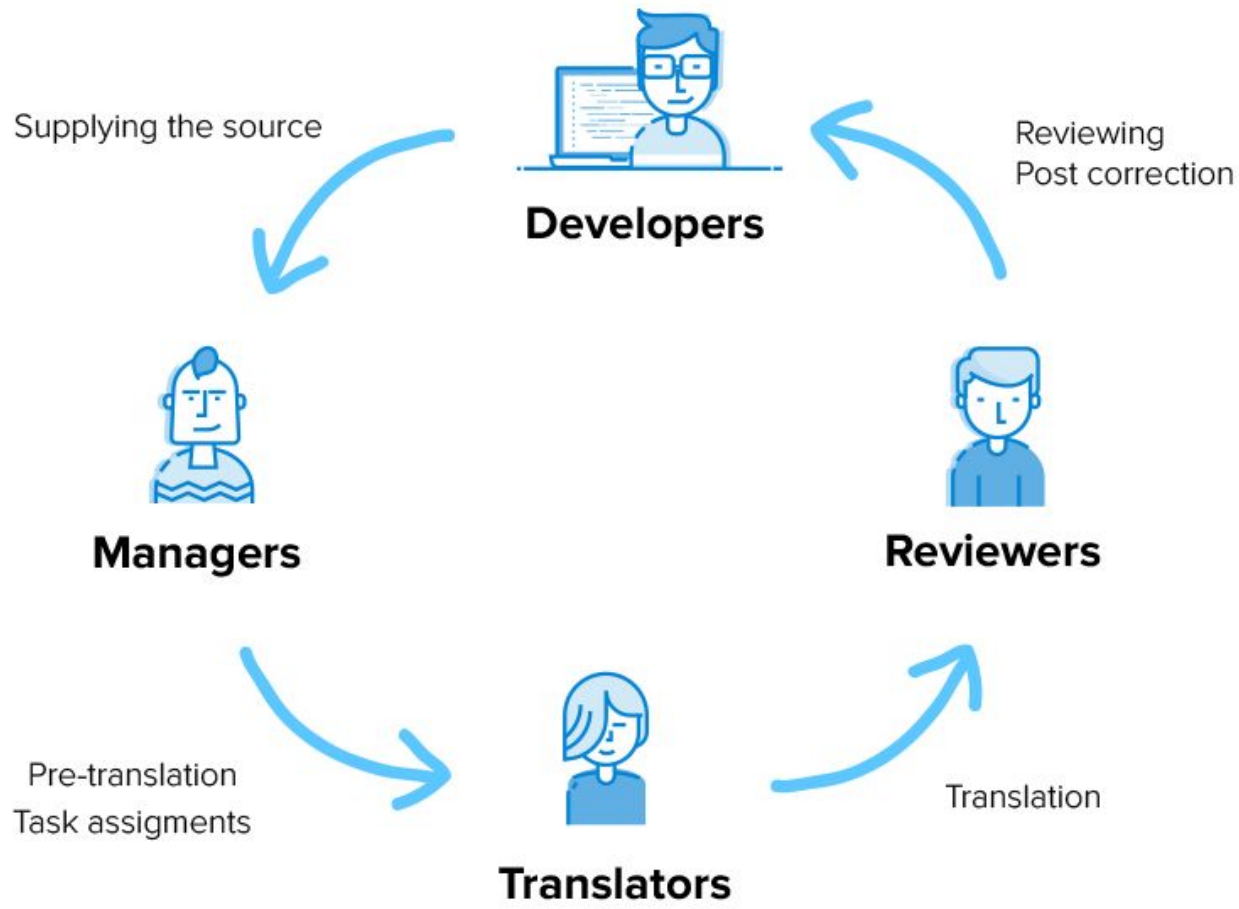 Supplying the source
Developers
Reviewing
Post correction
Managers
Reviewers
Pre-translation
Task assigments
Translation
Translators